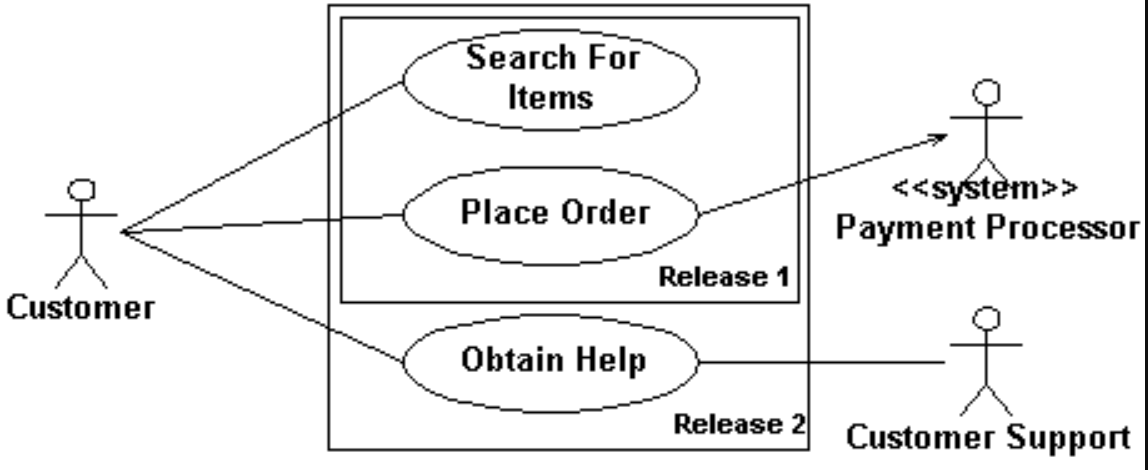 Search For
Items
Place Order
<<system>>
Payment Processor
Release 1
Customer
Obtain Help
Release 2
Customer Support